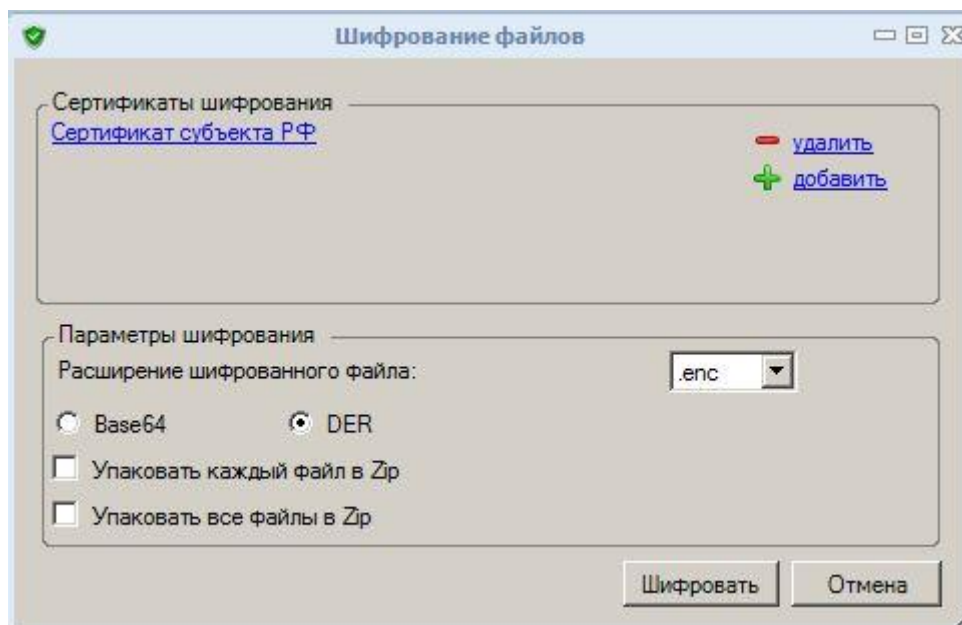 Шифрование файлов
Сертификаты шифрования
Сертификат субъекта РФ
удалить
добавить
Параметры шифрования
Расширение шифрованного файла:
.enc
Base64
DER
Упаковать каждый файл в Zip
Упаковать все файлы в Zip
Шифровать
Отмена